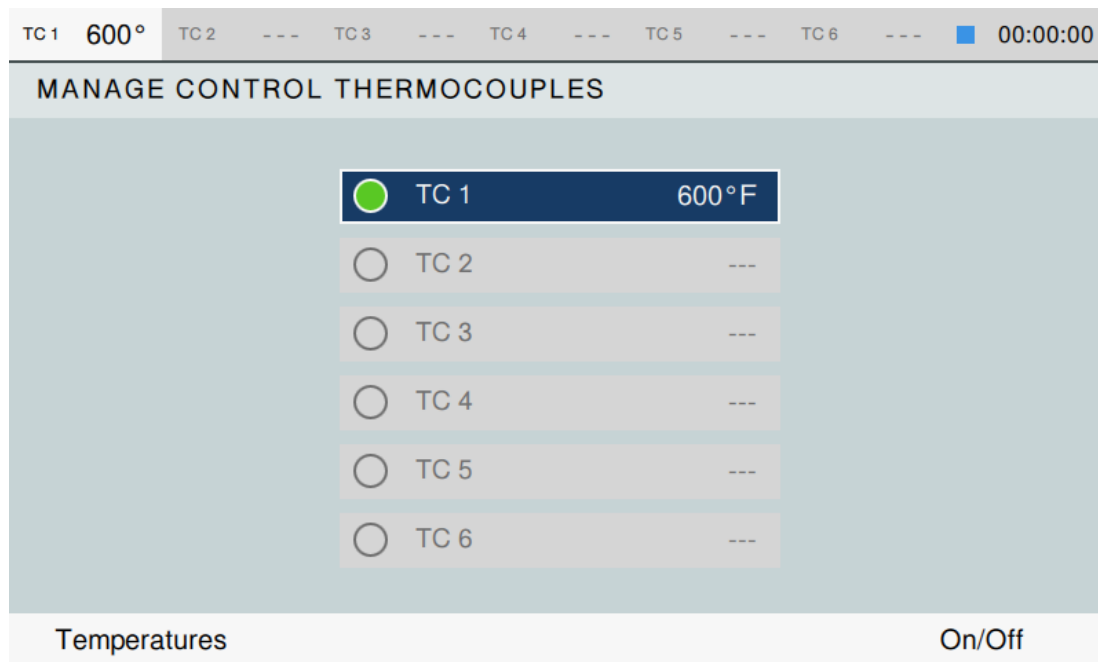 TC 1 600° TC 2 --- TC 3 --- TC 4 --- TC 5 --- TC 6 --- 00:00:00
MANAGE CONTROL THERMOCOUPLES
TC 1 600°F
TC 2 ---
TC 3 ---
TC 4 ---
TC 5 ---
TC 6 ---
Temperatures On/Off